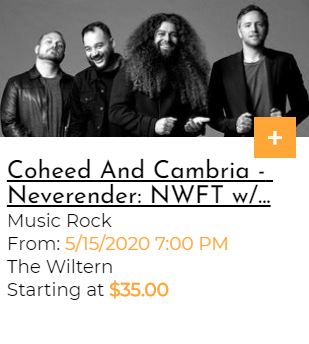 +
Coheed And Cambria -
Neverender: NWFT w/...
Music Rock
From: 5/15/2020 7:00 PM
The Wiltern
Starting at $35.00